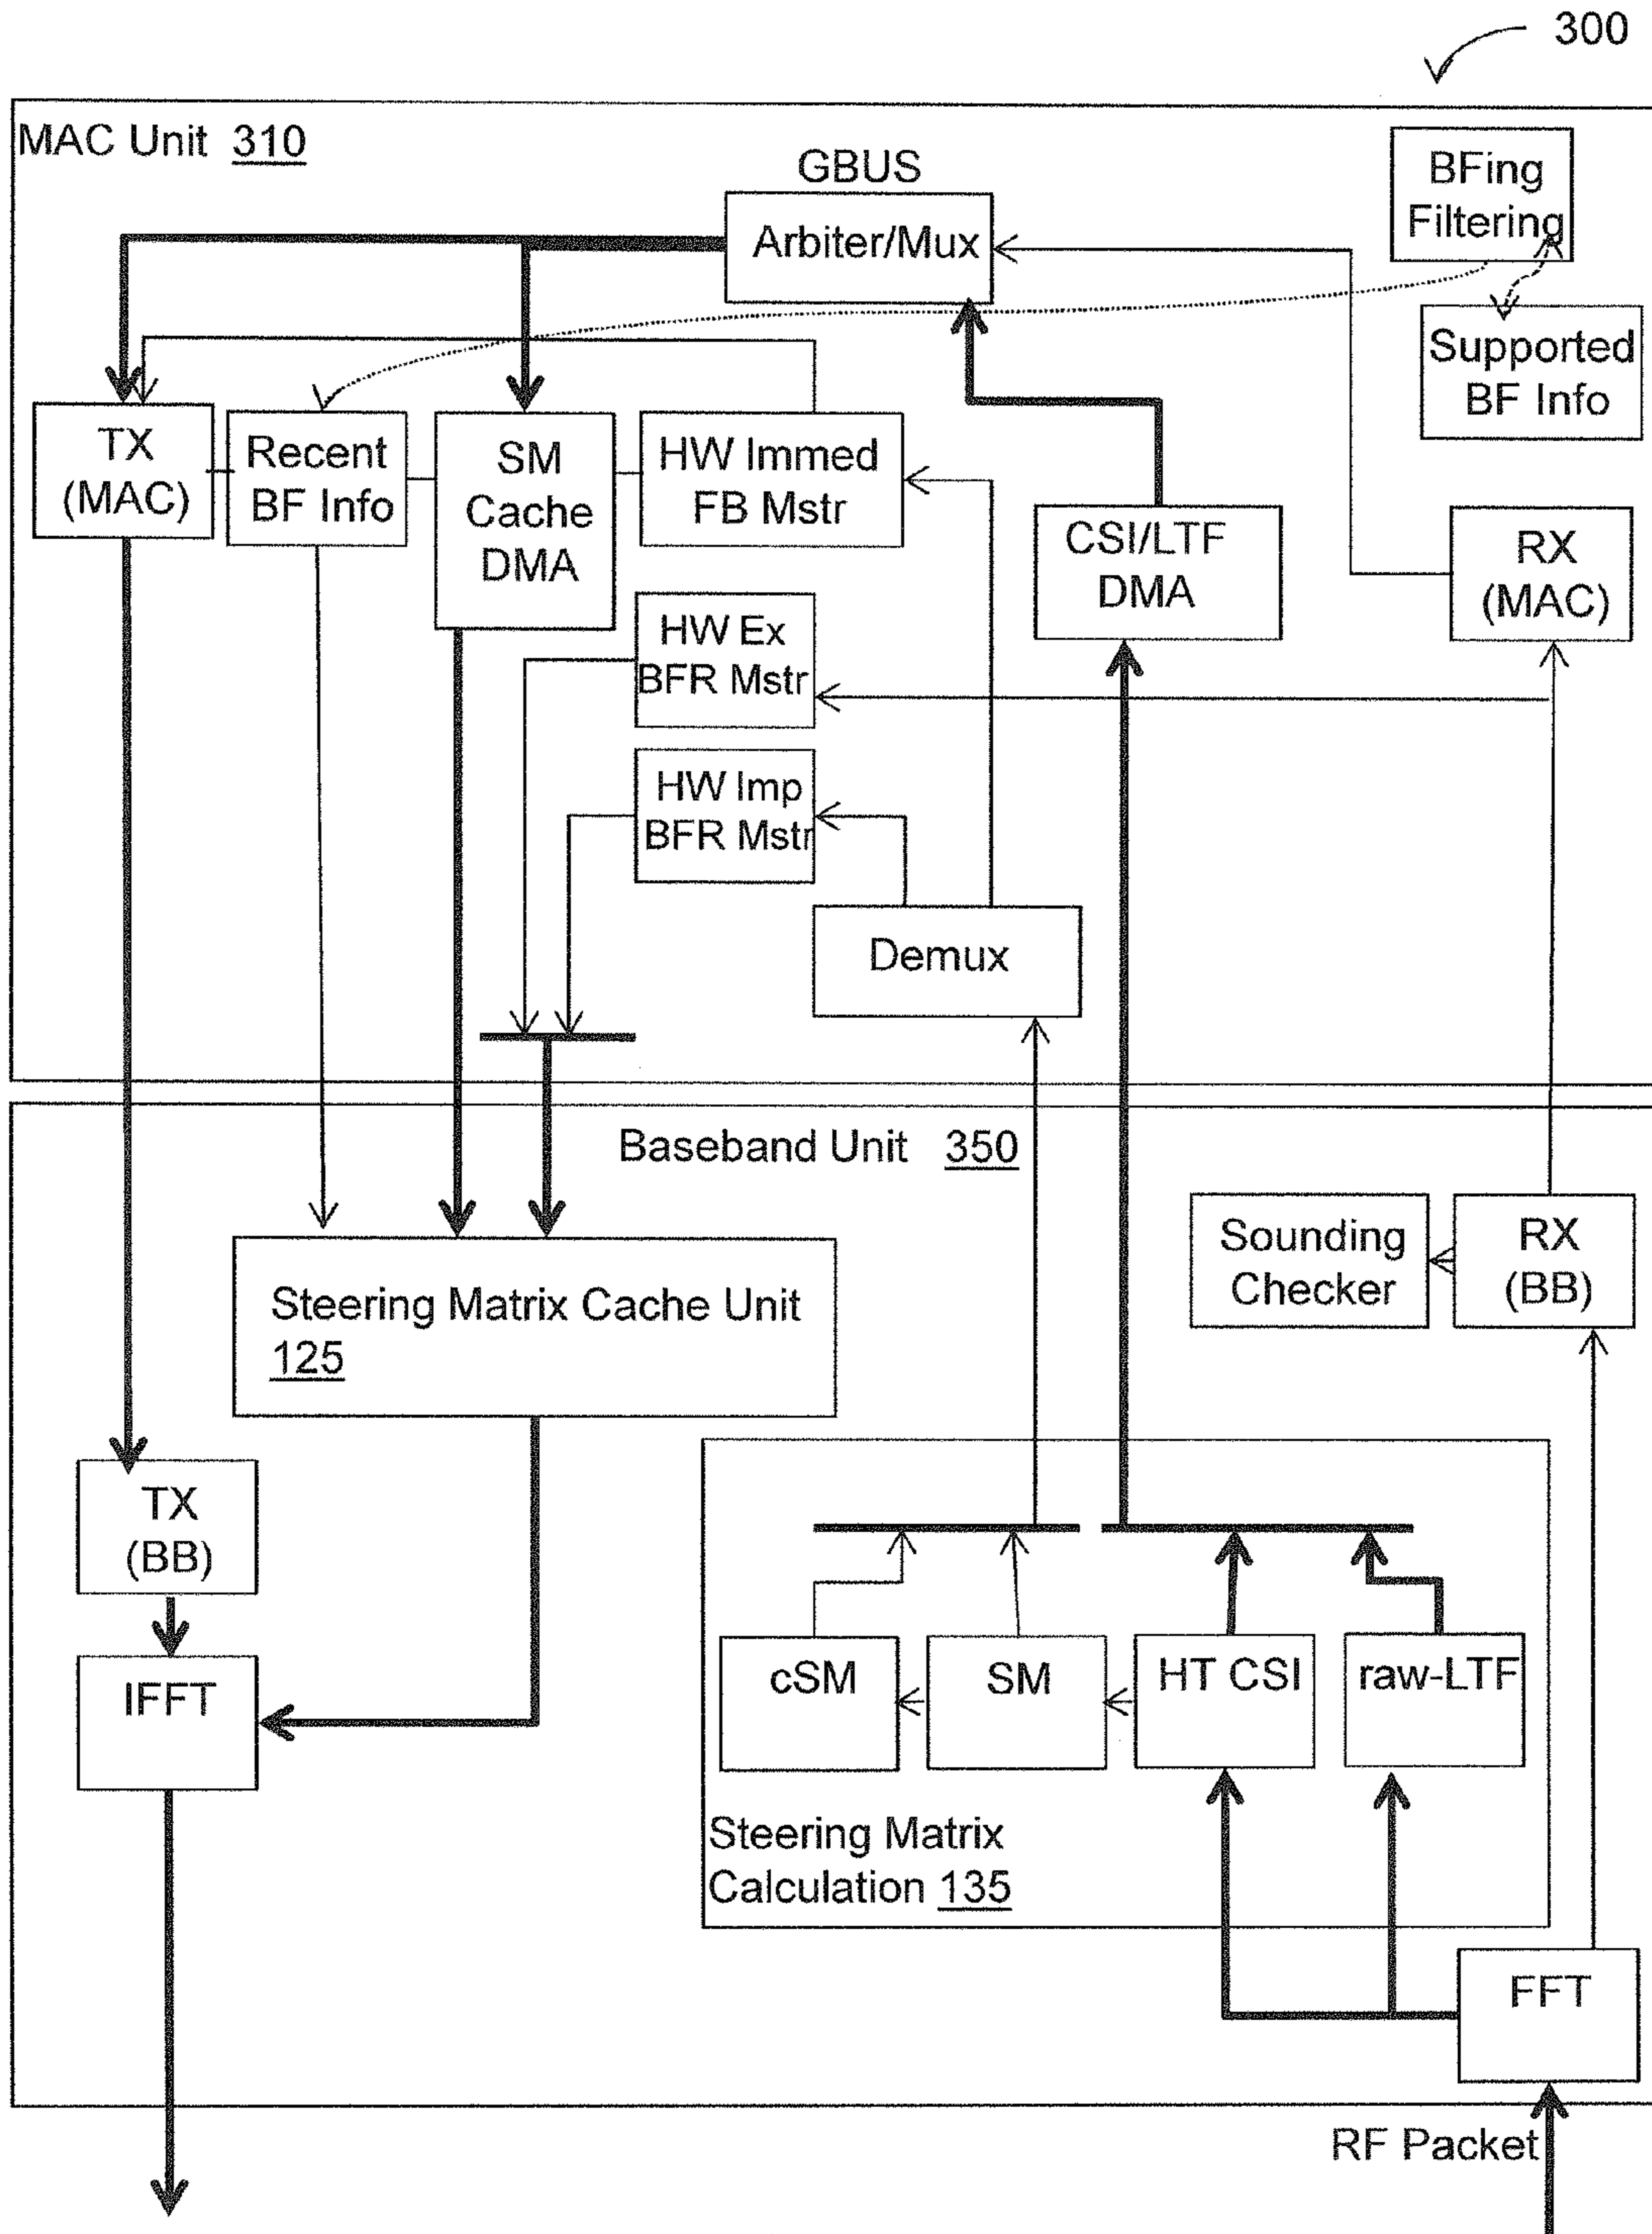 300
MAC Unit 310
GBUS
Arbiter/Mux
BFing
Filtering
Supported
BF Info
TX
(MAC)
Recent
BF Info
SM
Cache
DMA
HW Immed
FB Mstr
CSI/LTF
DMA
RX
(MAC)
HW Ex
BFR Mstr
HW Imp
BFR Mstr
Demux
Baseband Unit 350
Steering Matrix Cache Unit
125
Sounding
Checker
RX
(BB)
TX
(BB)
IFFT
cSM
SM
HT CSI
raw-LTF
Steering Matrix
Calculation 135
FFT
RF Packet